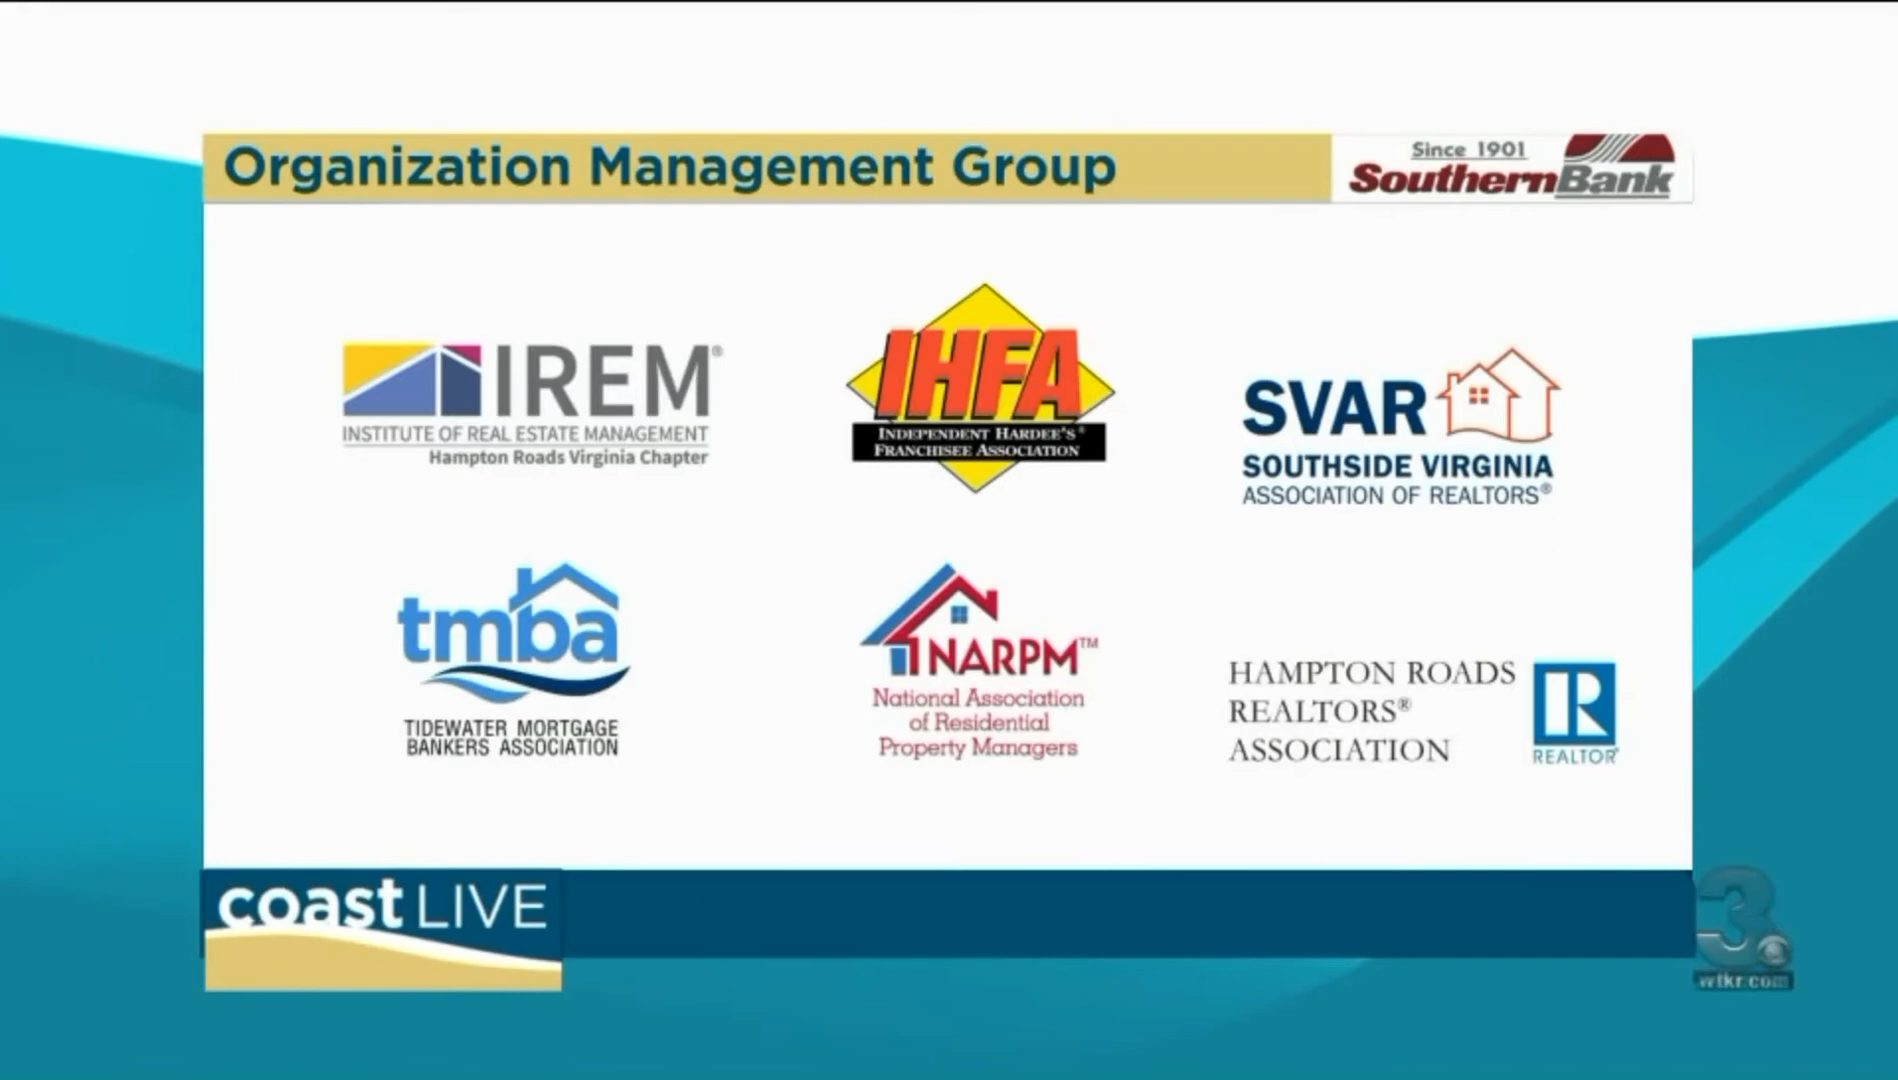 Organization Management Group
Since 1901
SouthernBank
IREM®
INSTITUTE OF REAL ESTATE MANAGEMENT
Hampton Roads Virginia Chapter
IHFA
INDEPENDENT HARDEE'S®
FRANCHISEE ASSOCIATION
SVAR
SOUTHSIDE VIRGINIA
ASSOCIATION OF REALTORS®
tmba
TIDEWATER MORTGAGE
BANKERS ASSOCIATION
NARPM™
National Association
of Residential
Property Managers
HAMPTON ROADS
REALTORS®
ASSOCIATION
R
REALTOR®
coast LIVE
3
wtkr.com